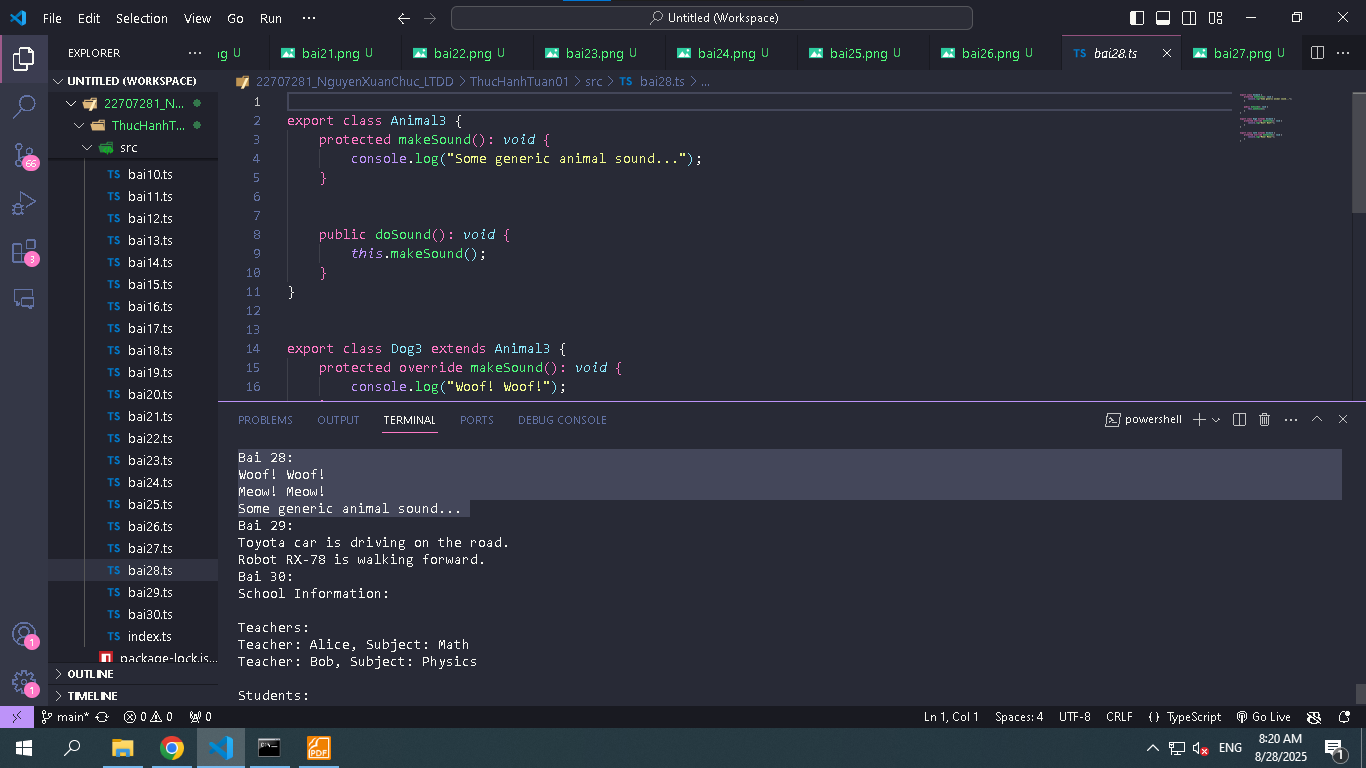 File Edit Selection View Go Run ··· Untitled (Workspace)
EXPLORER ··· ng U bai21.png U bai22.png U bai23.png U bai24.png U bai25.png U bai26.png U TS bai28.ts bai27.png U ···
UNTITLED (WORKSPACE)
22707281_NguyenXuanChuc_LTDD > ThucHanhTuan01 > src > TS bai28.ts > ...
22707281_N...
ThucHanhT...
src
TS bai10.ts
TS bai11.ts
TS bai12.ts
TS bai13.ts
TS bai14.ts
TS bai15.ts
TS bai16.ts
TS bai17.ts
TS bai18.ts
TS bai19.ts
TS bai20.ts
TS bai21.ts
TS bai22.ts
TS bai23.ts
TS bai24.ts
TS bai25.ts
TS bai26.ts
TS bai27.ts
TS bai28.ts
TS bai29.ts
TS bai30.ts
TS index.ts
package-lock.js...
OUTLINE
TIMELINE
66
3
1
1
1
2 export class Animal3 {
3 protected makeSound(): void {
4 console.log("Some generic animal sound...");
5 }
6
7
8 public doSound(): void {
9 this.makeSound();
10 }
11 }
12
13
14 export class Dog3 extends Animal3 {
15 protected override makeSound(): void {
16 console.log("Woof! Woof!");
PROBLEMS OUTPUT TERMINAL PORTS DEBUG CONSOLE powershell ···
Bai 28:
Woof! Woof!
Meow! Meow!
Some generic animal sound...
Bai 29:
Toyota car is driving on the road.
Robot RX-78 is walking forward.
Bai 30:
School Information:
Teachers:
Teacher: Alice, Subject: Math
Teacher: Bob, Subject: Physics
Students:
main* 0 0 0 Ln 1, Col 1 Spaces: 4 UTF-8 CRLF {} TypeScript Go Live
PDF ENG 8:20 AM
8/28/2025 1